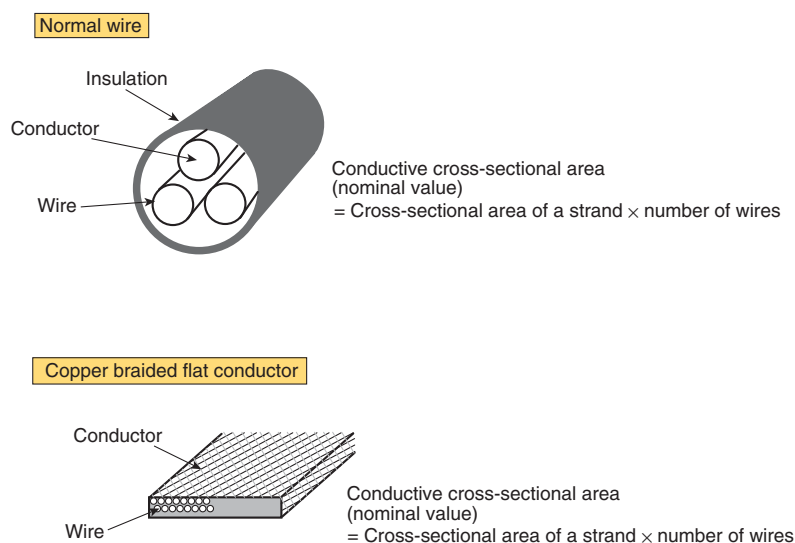 Normal wire
Insulation
Conductor
Wire
Conductive cross-sectional area
(nominal value)
= Cross-sectional area of a strand × number of wires
Copper braided flat conductor
Conductor
Wire
Conductive cross-sectional area
(nominal value)
= Cross-sectional area of a strand × number of wires